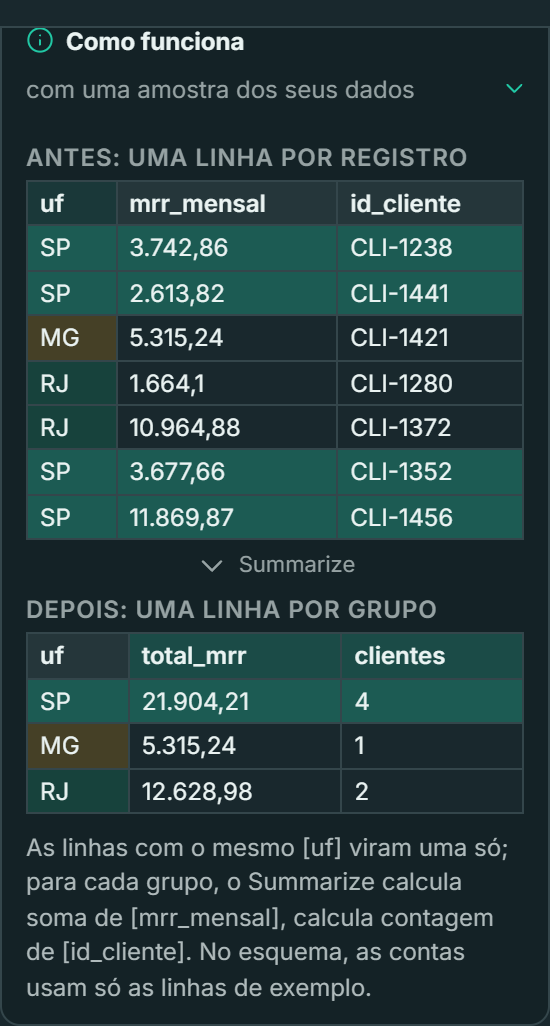 Como funciona
com uma amostra dos seus dados
ANTES: UMA LINHA POR REGISTRO
uf mrr_mensal id_cliente
SP 3.742,86 CLI-1238
SP 2.613,82 CLI-1441
MG 5.315,24 CLI-1421
RJ 1.664,1 CLI-1280
RJ 10.964,88 CLI-1372
SP 3.677,66 CLI-1352
SP 11.869,87 CLI-1456
Summarize
DEPOIS: UMA LINHA POR GRUPO
uf total_mrr clientes
SP 21.904,21 4
MG 5.315,24 1
RJ 12.628,98 2
As linhas com o mesmo [uf] viram uma só;
para cada grupo, o Summarize calcula
soma de [mrr_mensal], calcula contagem
de [id_cliente]. No esquema, as contas
usam só as linhas de exemplo.